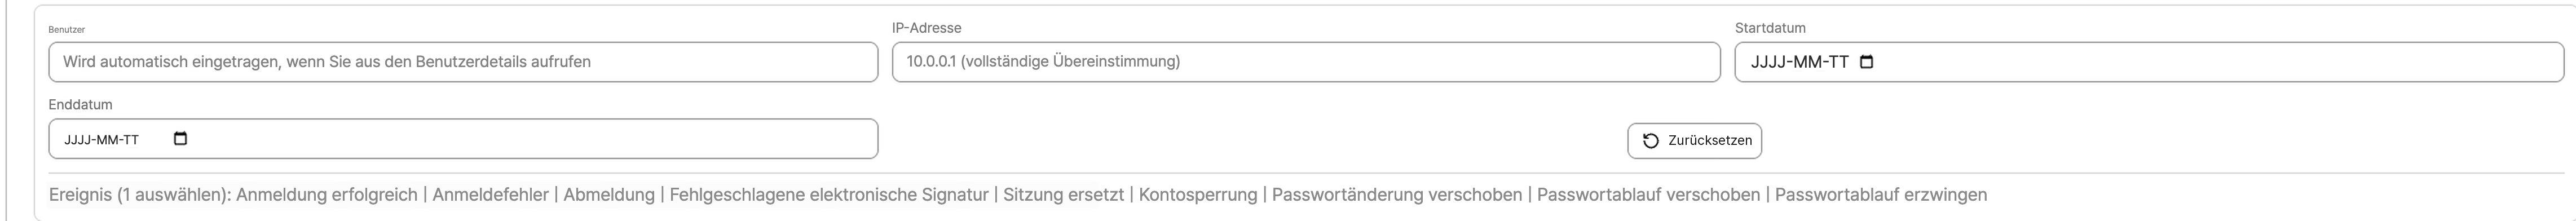 Benutzer
Wird automatisch eingetragen, wenn Sie aus den Benutzerdetails aufrufen
IP-Adresse
10.0.0.1 (vollständige Übereinstimmung)
Startdatum
JJJJ-MM-TT
Enddatum
JJJJ-MM-TT
Zurücksetzen
Ereignis (1 auswählen): Anmeldung erfolgreich | Anmeldefehler | Abmeldung | Fehlgeschlagene elektronische Signatur | Sitzung ersetzt | Kontosperrung | Passwortänderung verschoben | Passwortablauf verschoben | Passwortablauf erzwingen